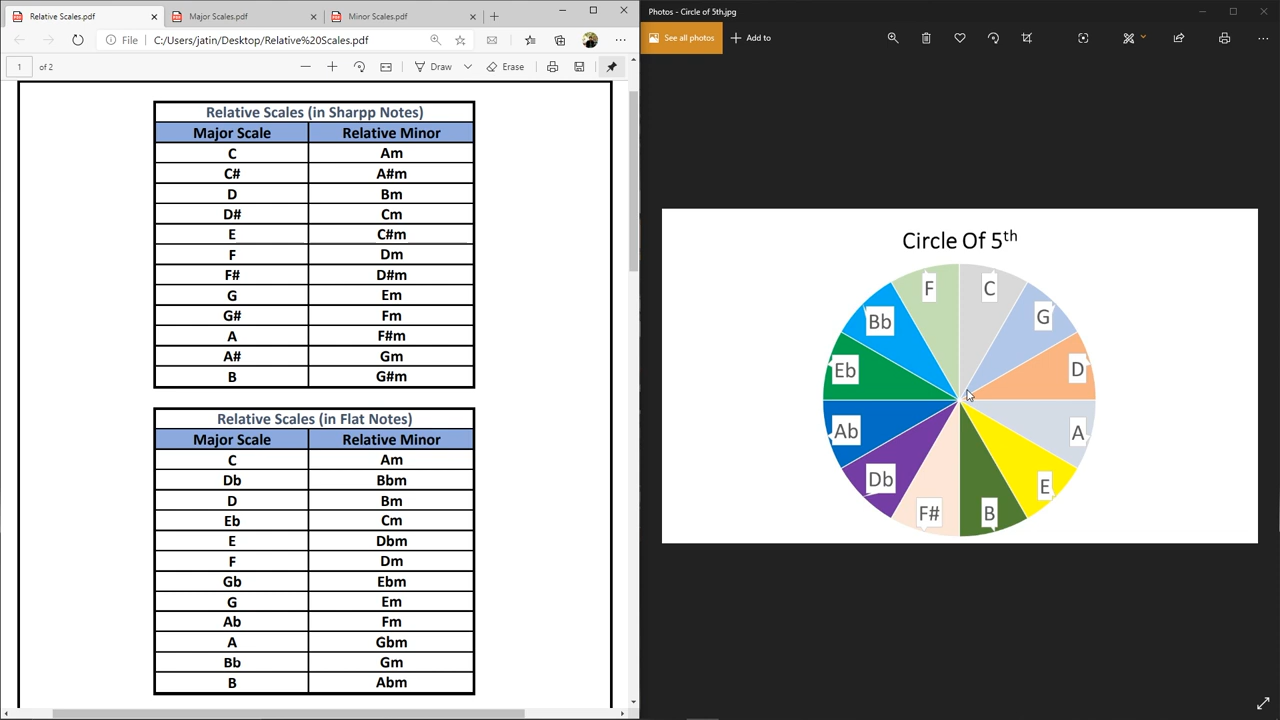 Relative Scales.pdf
Major Scales.pdf
Minor Scales.pdf
File C:/Users/jatin/Desktop/Relative%20Scales.pdf
1 of 2 Draw Erase
Relative Scales (in Sharpp Notes)
Major Scale Relative Minor
C Am
C# A#m
D Bm
D# Cm
E C#m
F Dm
F# D#m
G Em
G# Fm
A F#m
A# Gm
B G#m
Relative Scales (in Flat Notes)
Major Scale Relative Minor
C Am
Db Bbm
D Bm
Eb Cm
E Dbm
F Dm
Gb Ebm
G Em
Ab Fm
A Gbm
Bb Gm
B Abm
Photos - Circle of 5th.jpg
See all photos Add to
Circle Of 5th
C
G
D
A
E
B
F#
Db
Ab
Eb
Bb
F